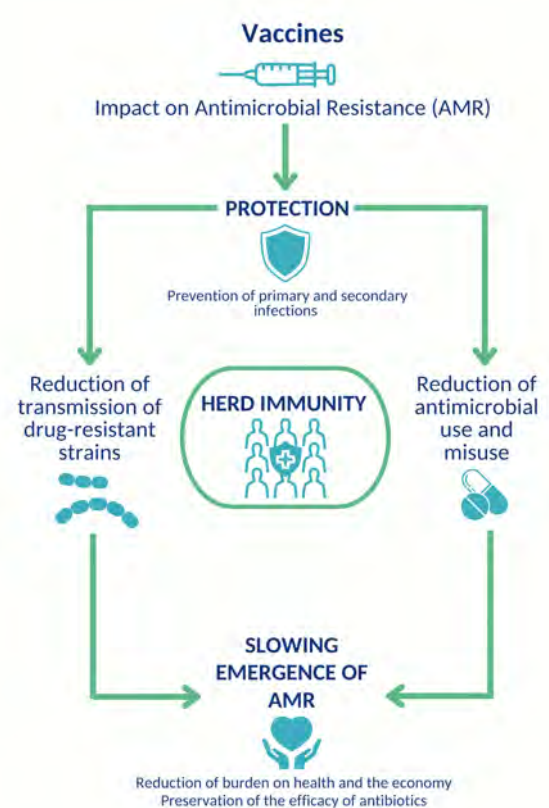 Vaccines
Impact on Antimicrobial Resistance (AMR)
PROTECTION
Prevention of primary and secondary
infections
Reduction of
transmission of
drug-resistant
strains
HERD IMMUNITY
Reduction of
antimicrobial
use and
misuse
SLOWING
EMERGENCE OF
AMR
Reduction of burden on health and the economy
Preservation of the efficacy of antibiotics